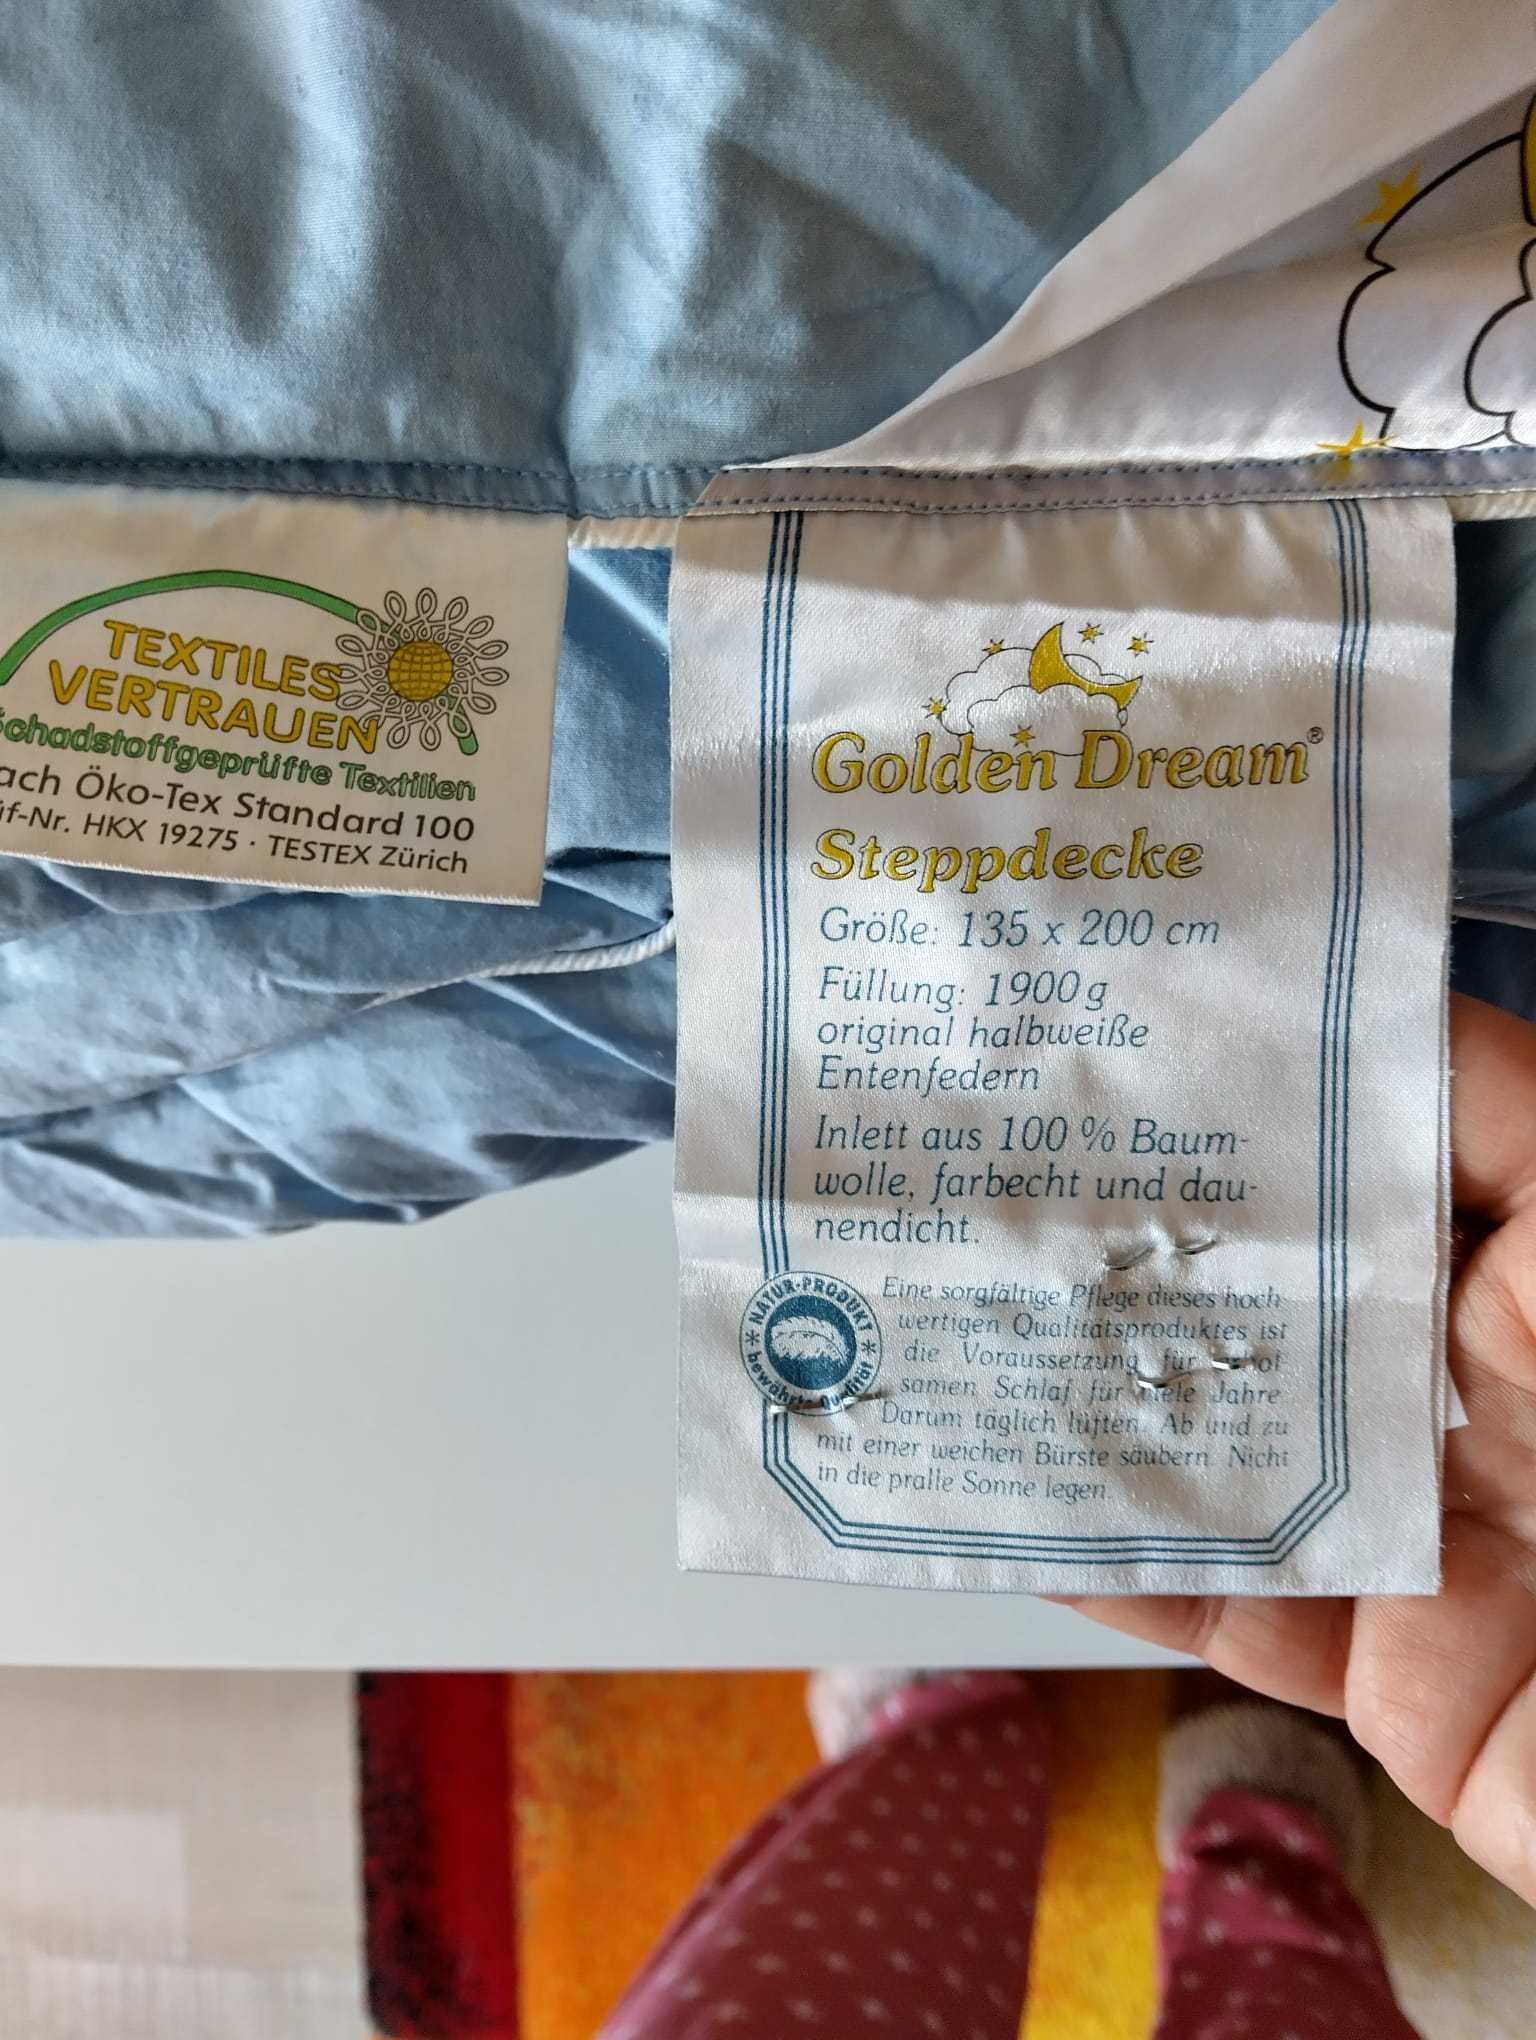 TEXTILES
VERTRAUEN
Schadstoffgeprüfte Textilien
ach Öko-Tex Standard 100
üf-Nr. HKX 19275 · TESTEX Zürich
Golden Dream®
Steppdecke
Größe: 135 x 200 cm
Füllung: 1900 g
original halbweiße
Entenfedern
Inlett aus 100 % Baum-
wolle, farbecht und dau-
nendicht.
NATUR-PRODUKT
* bewährte Qualität *
Eine sorgfältige Pflege dieses hoch-
wertigen Qualitätsproduktes ist
die Voraussetzung für
samen Schlaf für viele Jahre.
Darum täglich lüften. Ab und zu
mit einer weichen Bürste säubern. Nicht
in die pralle Sonne legen.